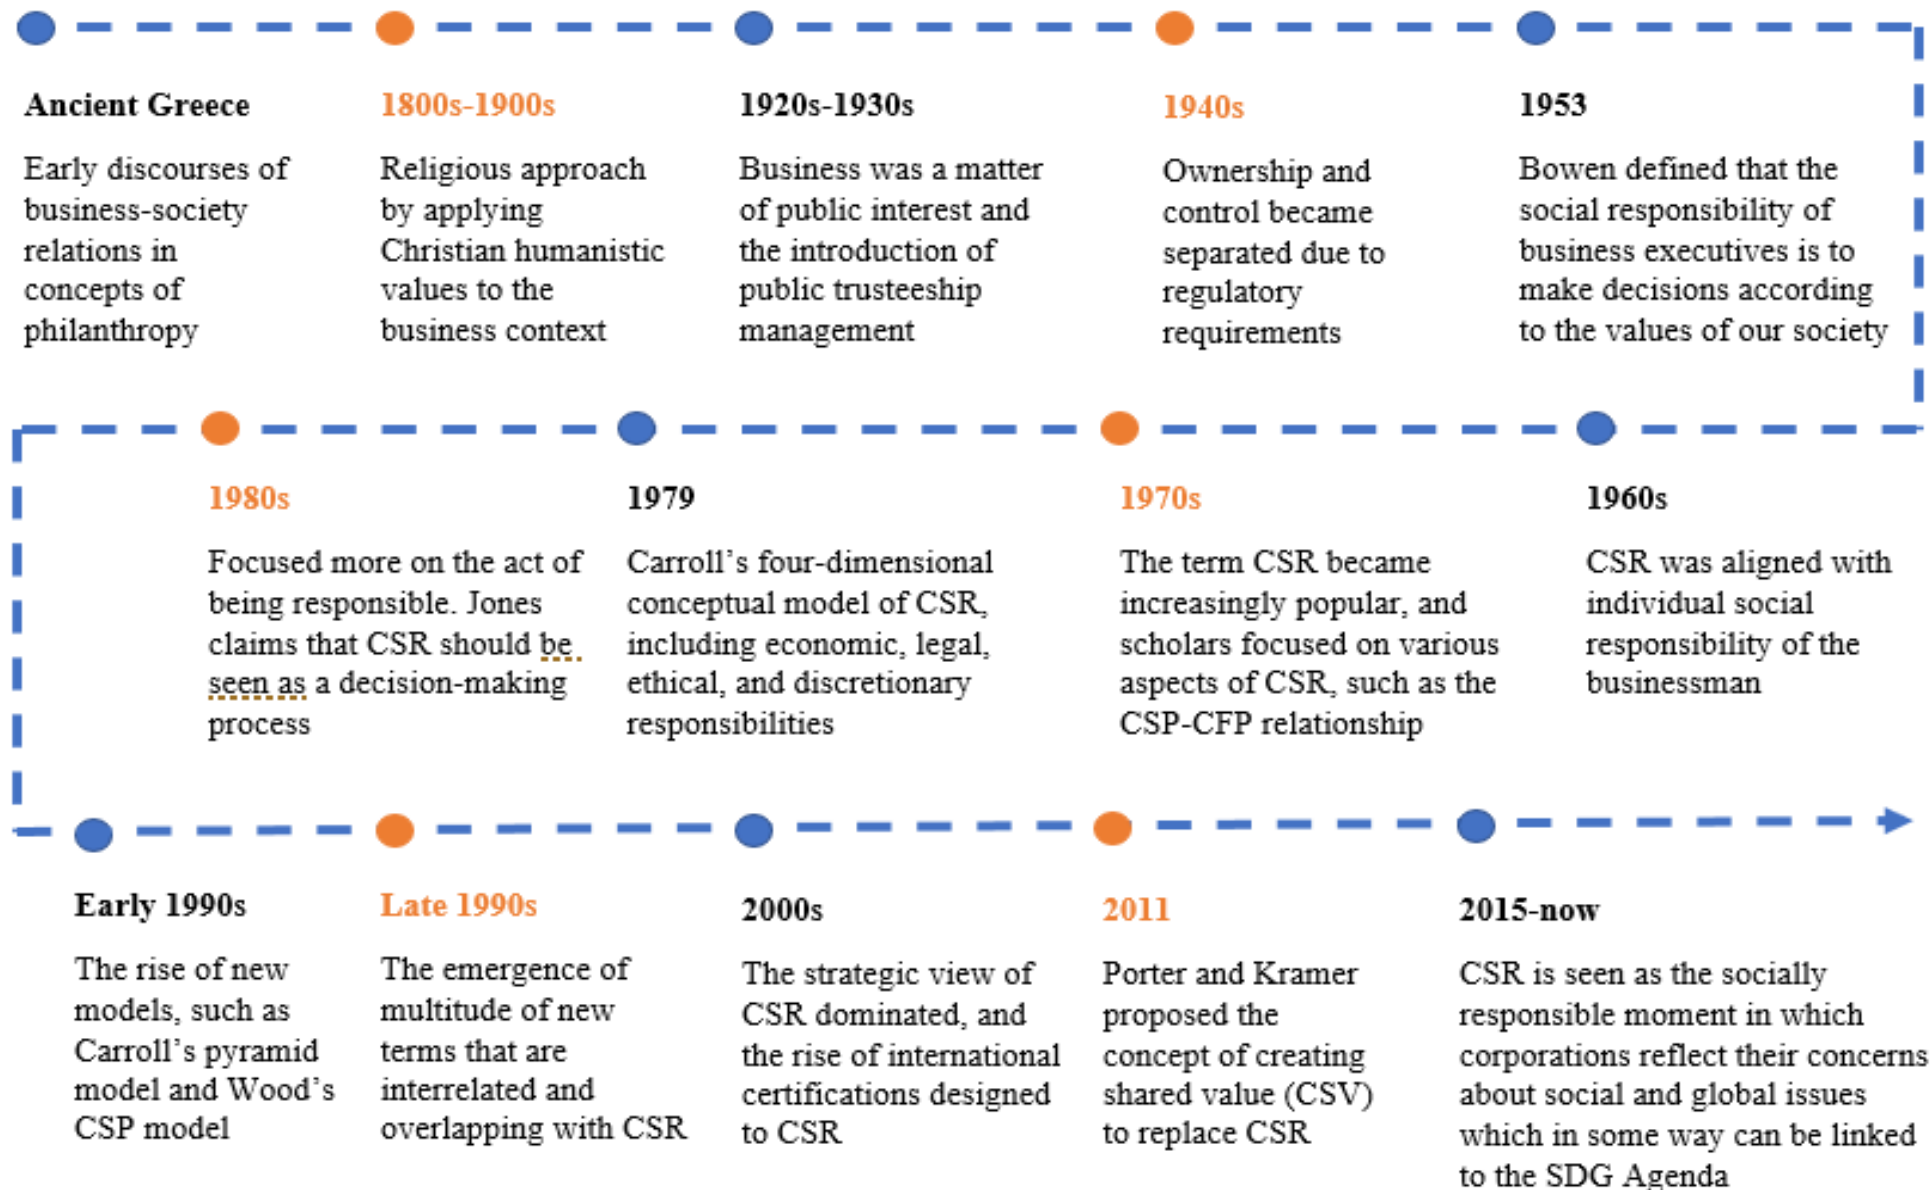 Ancient Greece
Early discourses of
business-society
relations in
concepts of
philanthropy
1800s-1900s
Religious approach
by applying
Christian humanistic
values to the
business context
1920s-1930s
Business was a matter
of public interest and
the introduction of
public trusteeship
management
1940s
Ownership and
control became
separated due to
regulatory
requirements
1953
Bowen defined that the
social responsibility of
business executives is to
make decisions according
to the values of our society
1980s
Focused more on the act of
being responsible. Jones
claims that CSR should be
seen as a decision-making
process
1979
Carroll’s four-dimensional
conceptual model of CSR,
including economic, legal,
ethical, and discretionary
responsibilities
1970s
The term CSR became
increasingly popular, and
scholars focused on various
aspects of CSR, such as the
CSP-CFP relationship
1960s
CSR was aligned with
individual social
responsibility of the
businessman
Early 1990s
The rise of new
models, such as
Carroll’s pyramid
model and Wood’s
CSP model
Late 1990s
The emergence of
multitude of new
terms that are
interrelated and
overlapping with CSR
2000s
The strategic view of
CSR dominated, and
the rise of international
certifications designed
to CSR
2011
Porter and Kramer
proposed the
concept of creating
shared value (CSV)
to replace CSR
2015-now
CSR is seen as the socially
responsible moment in which
corporations reflect their concerns
about social and global issues
which in some way can be linked
to the SDG Agenda